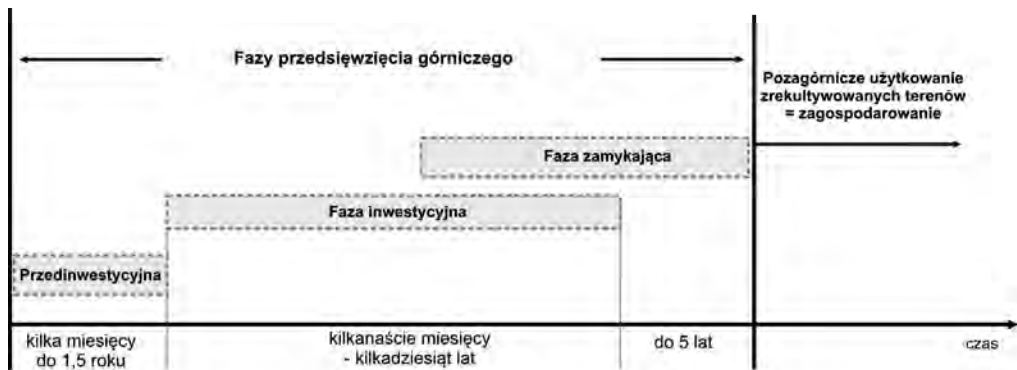 Fazy przedsięwzięcia górniczego
Pozagórnicze użytkowanie
zrekultywowanych terenów
= zagospodarowanie
Faza zamykająca
Faza inwestycyjna
Przedinwestycyjna
kilka miesięcy
do 1,5 roku
kilkanaście miesięcy
- kilkadziesiąt lat
do 5 lat
czas